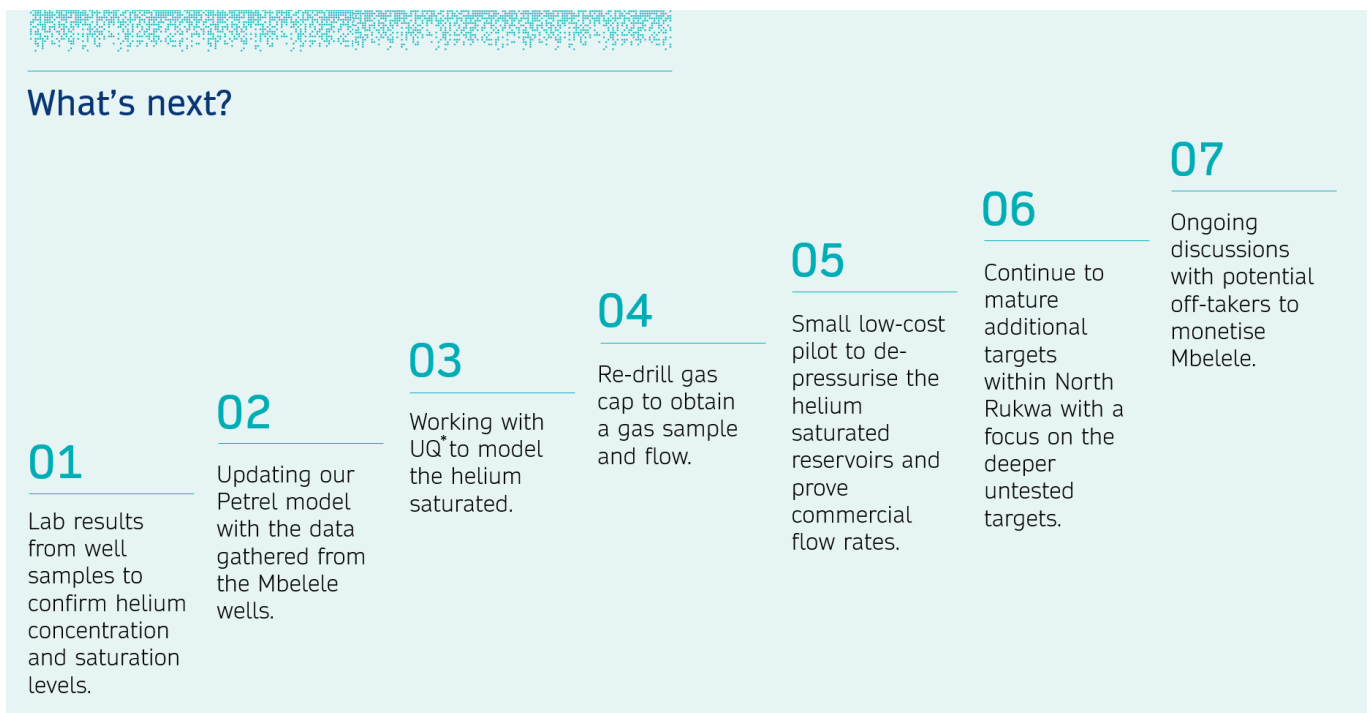 What's next?
01
Lab results
from well
samples to
confirm helium
concentration
and saturation
levels.
02
Updating our
Petrel model
with the data
gathered from
the Mbelele
wells.
03
Working with
UQ* to model
the helium
saturated.
04
Re-drill gas
cap to obtain
a gas sample
and flow.
05
Small low-cost
pilot to de-
pressurise the
helium
saturated
reservoirs and
prove
commercial
flow rates.
06
Continue to
mature
additional
targets
within North
Rukwa with a
focus on the
deeper
untested
targets.
07
Ongoing
discussions
with potential
off-takers to
monetise
Mbelele.